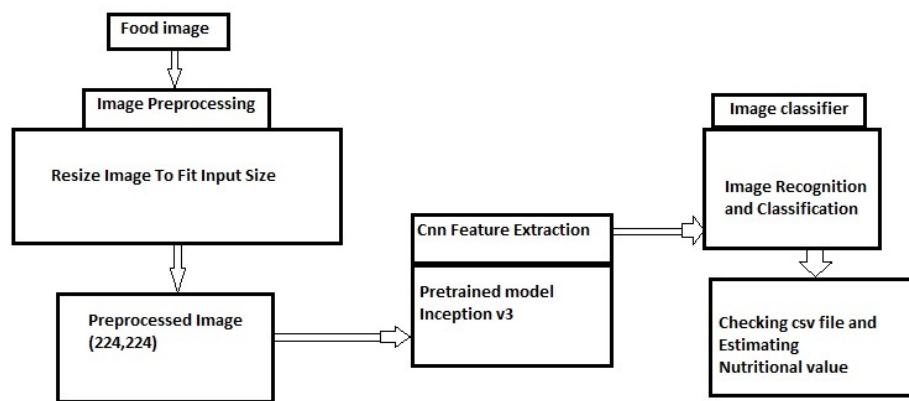 Food image
Image Preprocessing
Resize Image To Fit Input Size
Preprocessed Image
(224,224)
Cnn Feature Extraction
Pretrained model
Inception v3
Image classifier
Image Recognition
and Classification
Checking csv file and
Estimating
Nutritional value